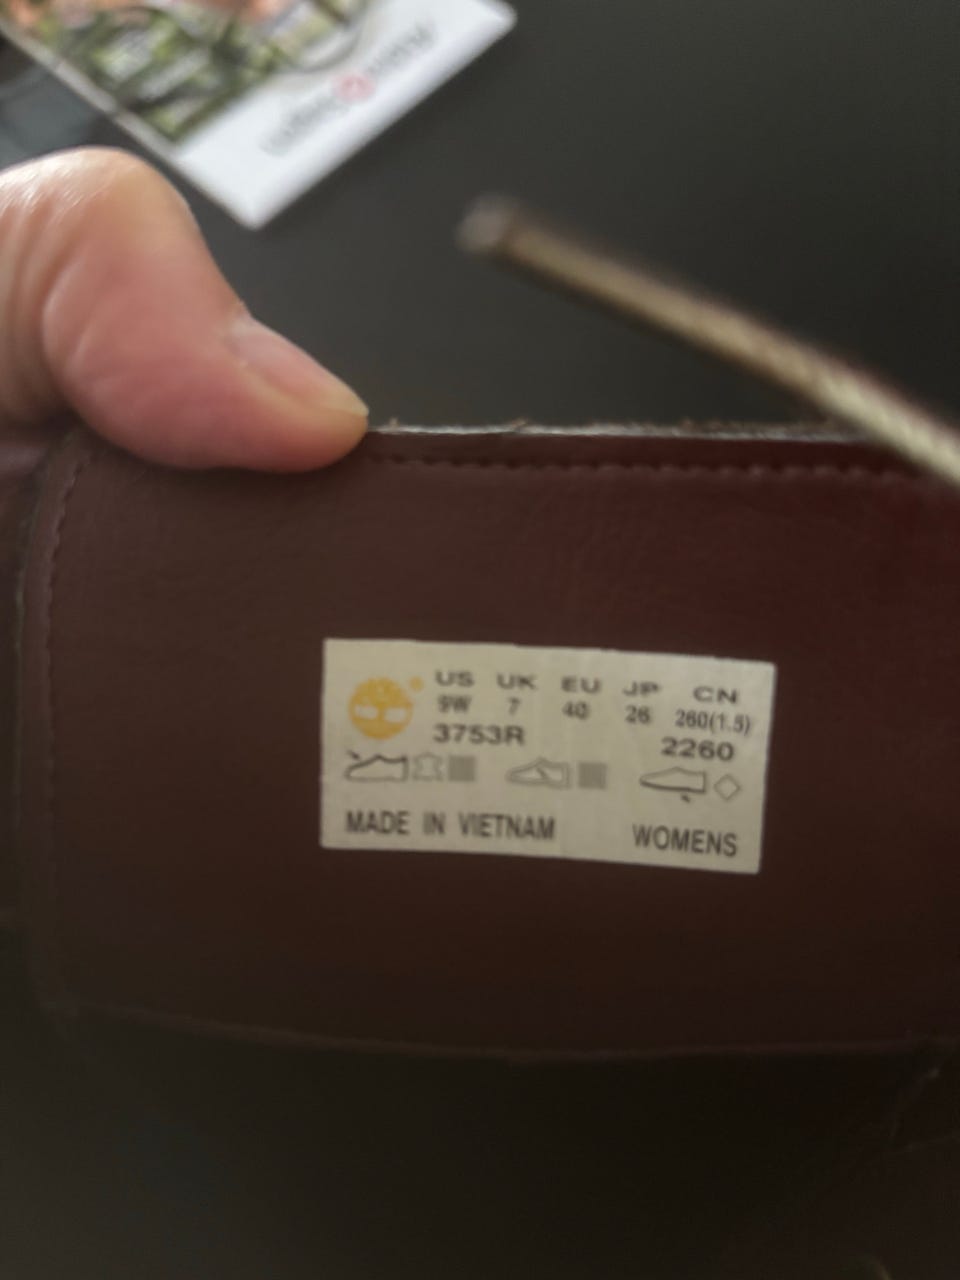 US UK EU JP CN
9W 7 40 26 260(1.5)
3753R 2260
MADE IN VIETNAM WOMENS